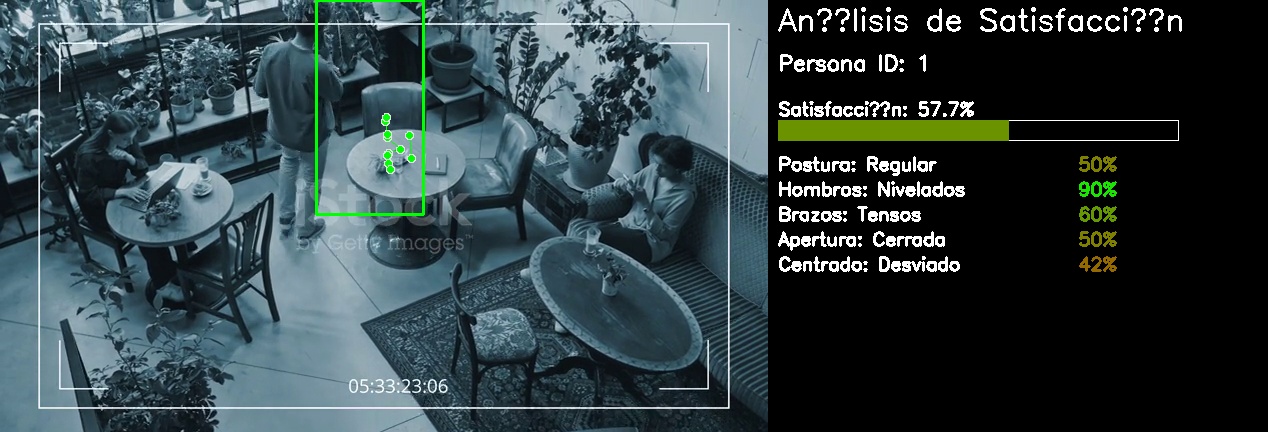 An??lisis de Satisfacci??n
Persona ID: 1
Satisfacci??n: 57.7%
Postura: Regular 50%
Hombros: Nivelados 90%
Brazos: Tensos 60%
Apertura: Cerrada 50%
Centrado: Desviado 42%
iStock
by Getty Images™
05:33:23:06